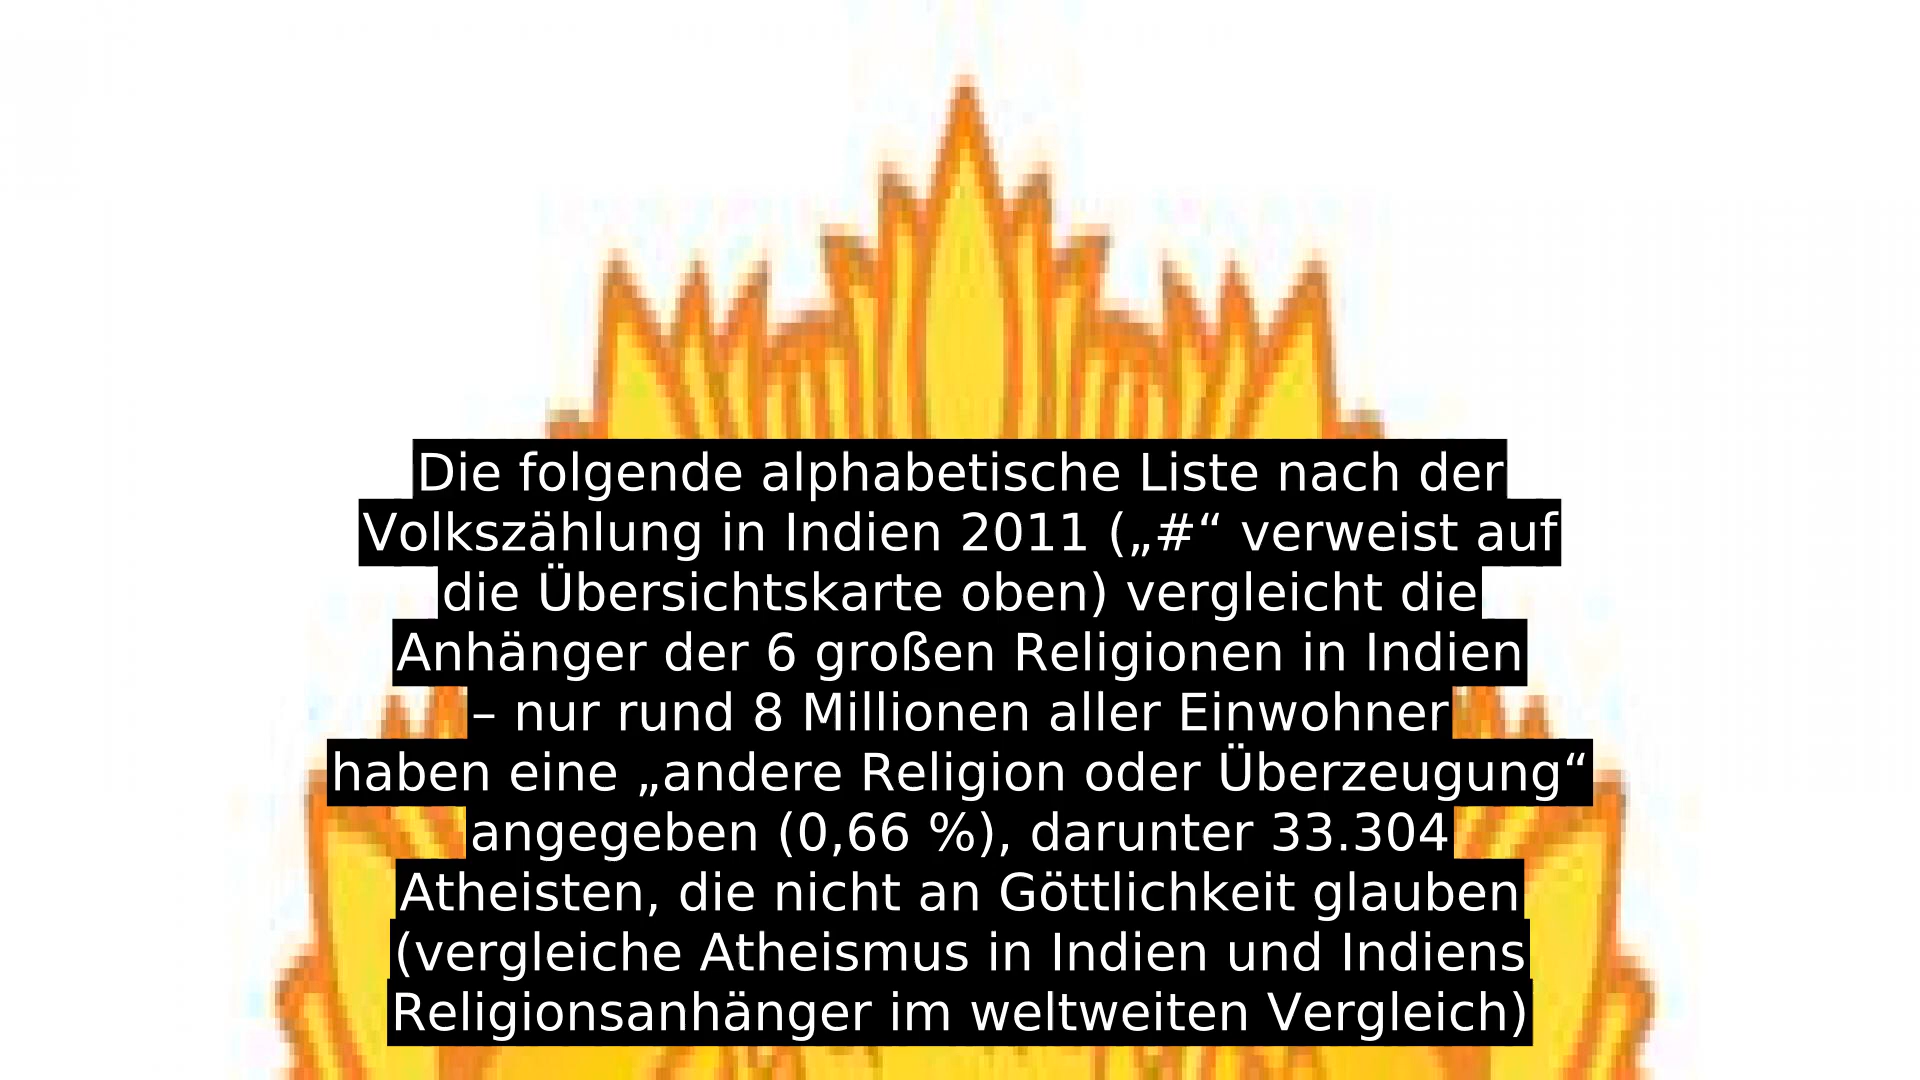 Die folgende alphabetische Liste nach der
Volkszählung in Indien 2011 („#“ verweist auf
die Übersichtskarte oben) vergleicht die
Anhänger der 6 großen Religionen in Indien
– nur rund 8 Millionen aller Einwohner
haben eine „andere Religion oder Überzeugung“
angegeben (0,66 %), darunter 33.304
Atheisten, die nicht an Göttlichkeit glauben
(vergleiche Atheismus in Indien und Indiens
Religionsanhänger im weltweiten Vergleich)